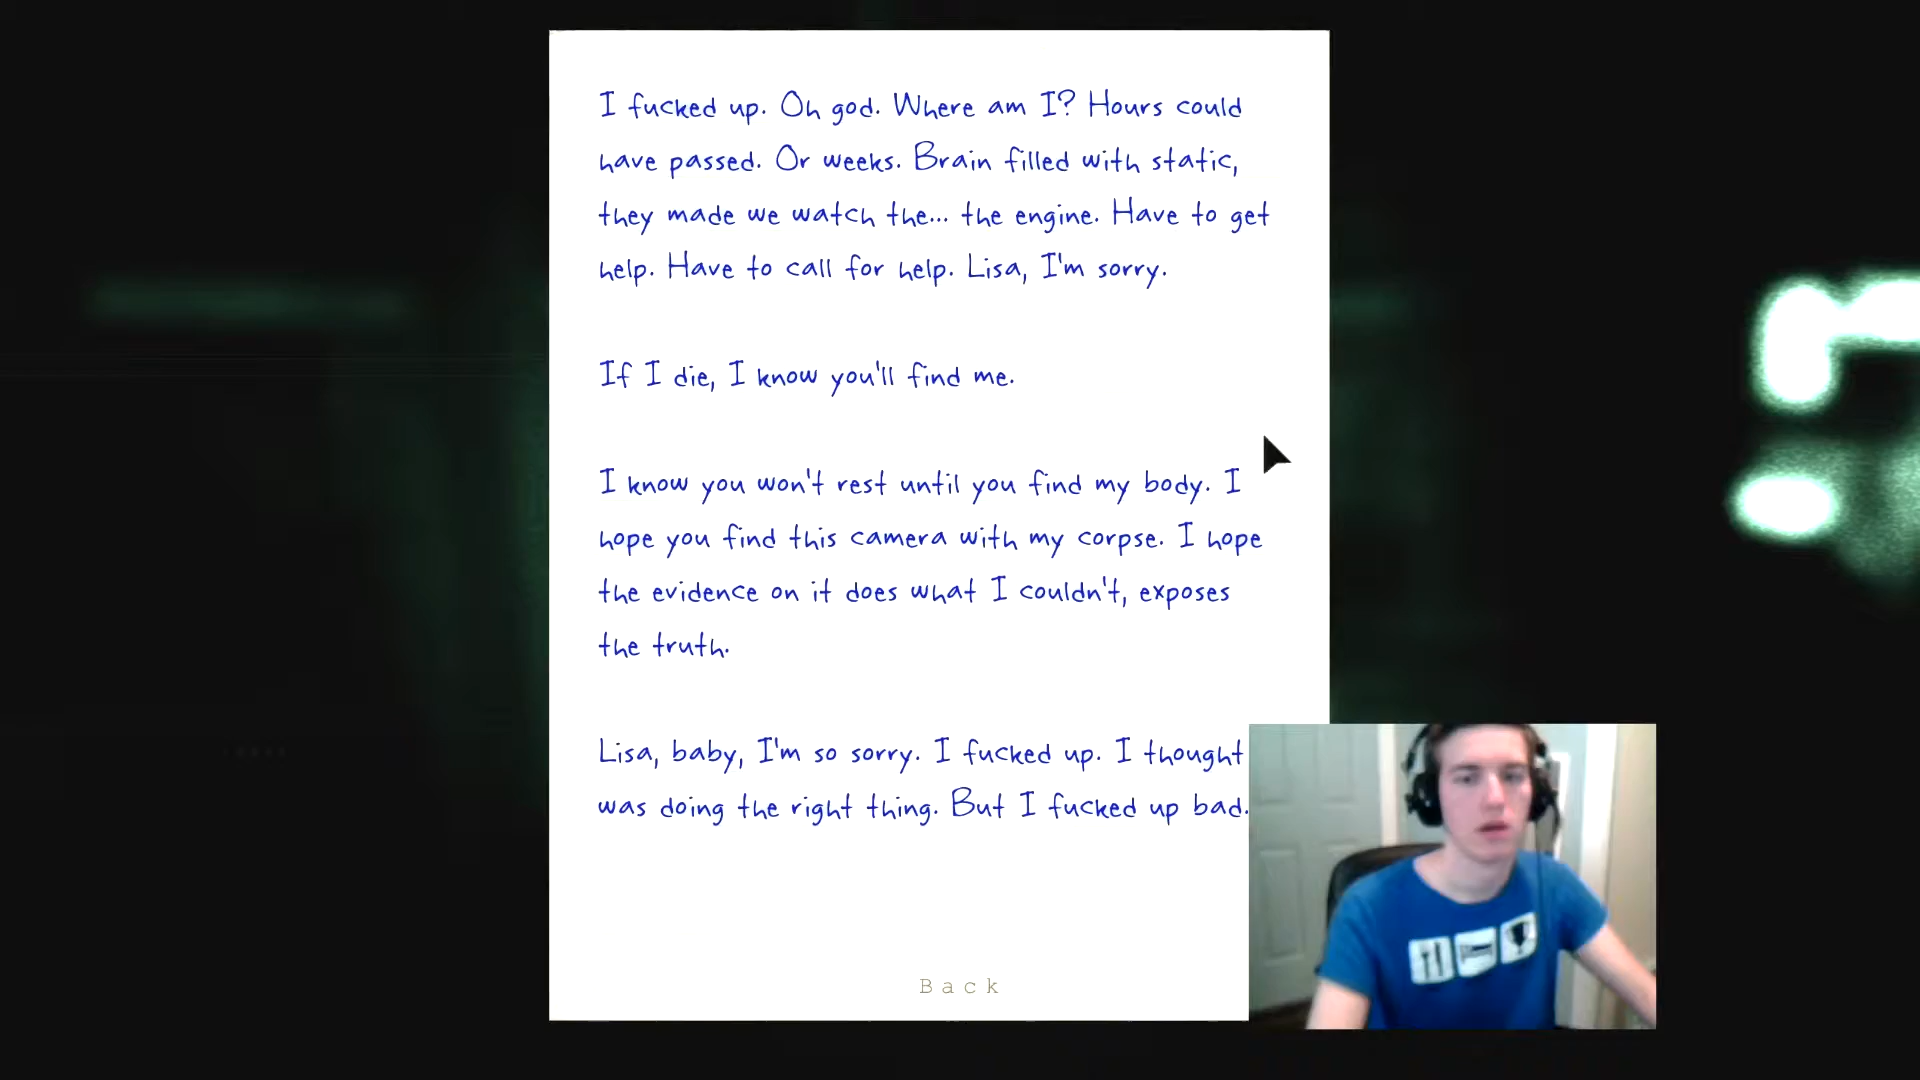 I fucked up. Oh god. Where am I? Hours could
have passed. Or weeks. Brain filled with static,
they made we watch the... the engine. Have to get
help. Have to call for help. Lisa, I'm sorry.
If I die, I know you'll find me.
I know you won't rest until you find my body. I
hope you find this camera with my corpse. I hope
the evidence on it does what I couldn't, exposes
the truth.
Lisa, baby, I'm so sorry. I fucked up. I thought
was doing the right thing. But I fucked up bad.
Back